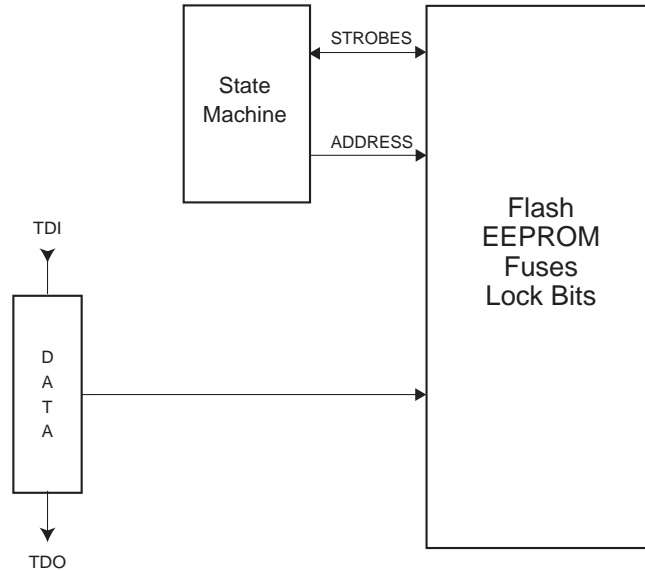 STROBES
State
Machine
ADDRESS
Flash
EEPROM
Fuses
Lock Bits
TDI
D
A
T
A
TDO